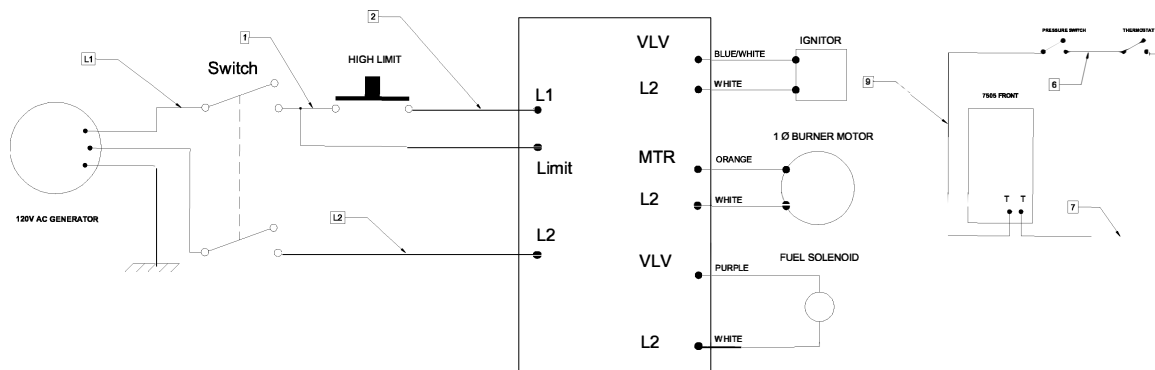 2
L1
1
Switch
HIGH LIMIT
L1
Limit
120V AC GENERATOR
L2
L2
VLV
BLUE/WHITE
IGNITOR
L2
WHITE
1 Ø BURNER MOTOR
MTR
ORANGE
L2
WHITE
VLV
PURPLE
FUEL SOLENOID
L2
WHITE
PRESSURE SWITCH
THERMOSTAT
9
6
7505 FRONT
T T
7